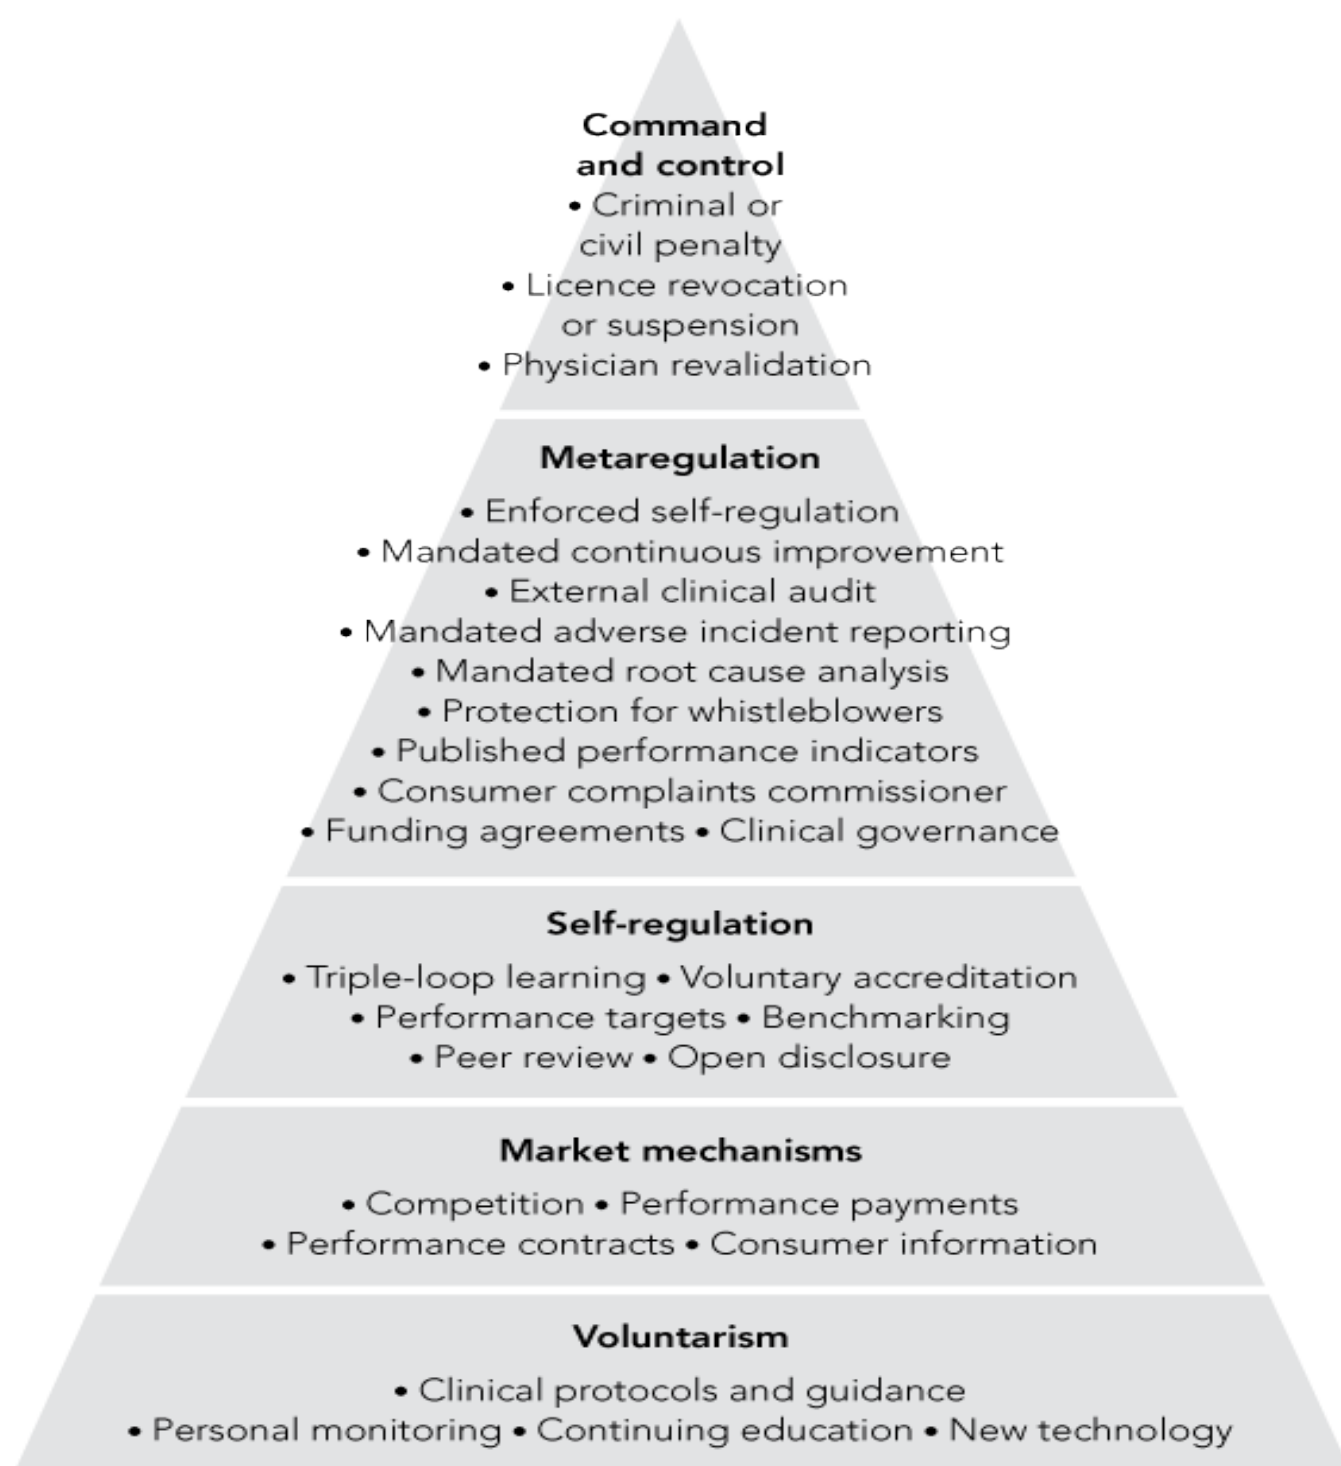 Command
and control
• Criminal or
civil penalty
• Licence revocation
or suspension
• Physician revalidation
Metaregulation
• Enforced self-regulation
• Mandated continuous improvement
• External clinical audit
• Mandated adverse incident reporting
• Mandated root cause analysis
• Protection for whistleblowers
• Published performance indicators
• Consumer complaints commissioner
• Funding agreements • Clinical governance
Self-regulation
• Triple-loop learning • Voluntary accreditation
• Performance targets • Benchmarking
• Peer review • Open disclosure
Market mechanisms
• Competition • Performance payments
• Performance contracts • Consumer information
Voluntarism
• Clinical protocols and guidance
• Personal monitoring • Continuing education • New technology